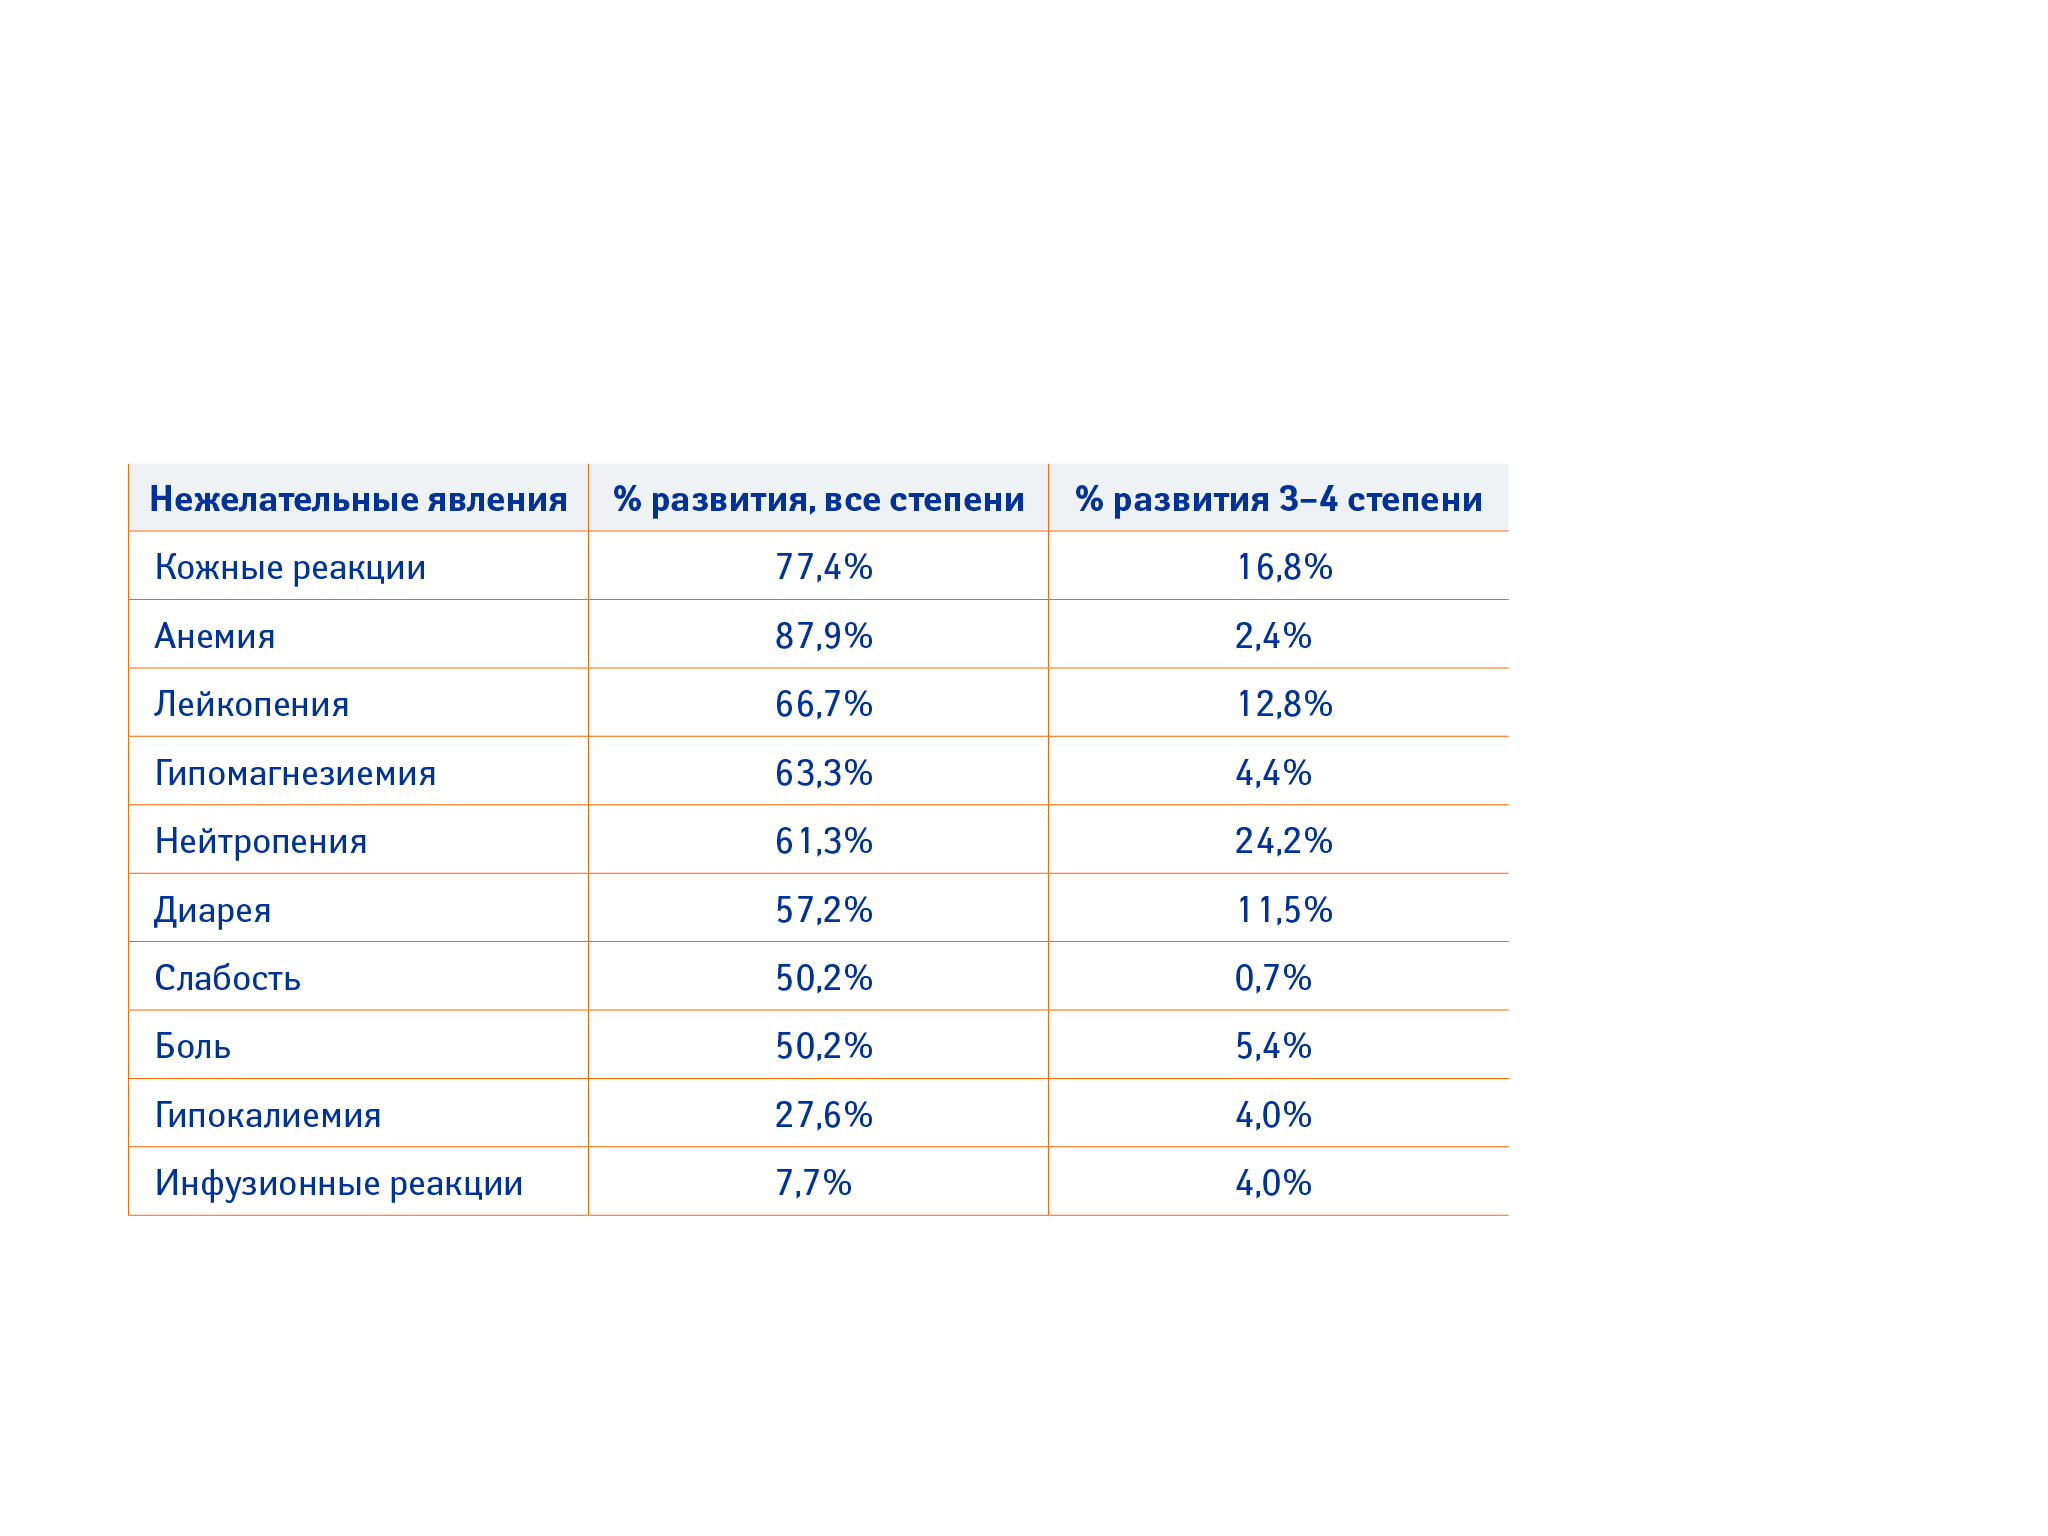 Нежелательные явления % развития, все степени % развития 3–4 степени
Кожные реакции 77,4% 16,8%
Анемия 87,9% 2,4%
Лейкопения 66,7% 12,8%
Гипомагнезиемия 63,3% 4,4%
Нейтропения 61,3% 24,2%
Диарея 57,2% 11,5%
Слабость 50,2% 0,7%
Боль 50,2% 5,4%
Гипокалиемия 27,6% 4,0%
Инфузионные реакции 7,7% 4,0%